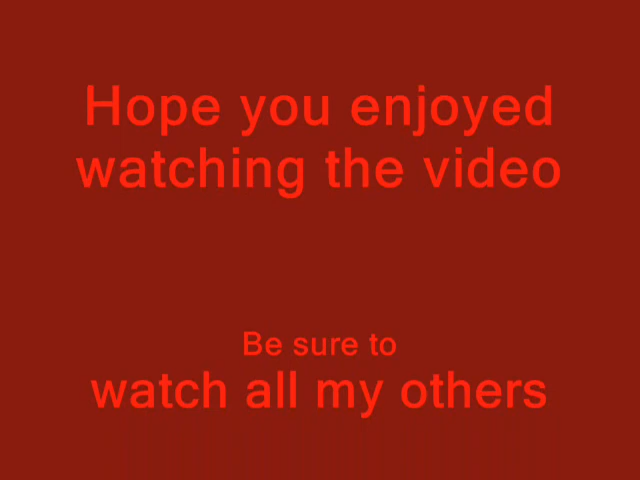 Hope you enjoyed
watching the video
Be sure to
watch all my others